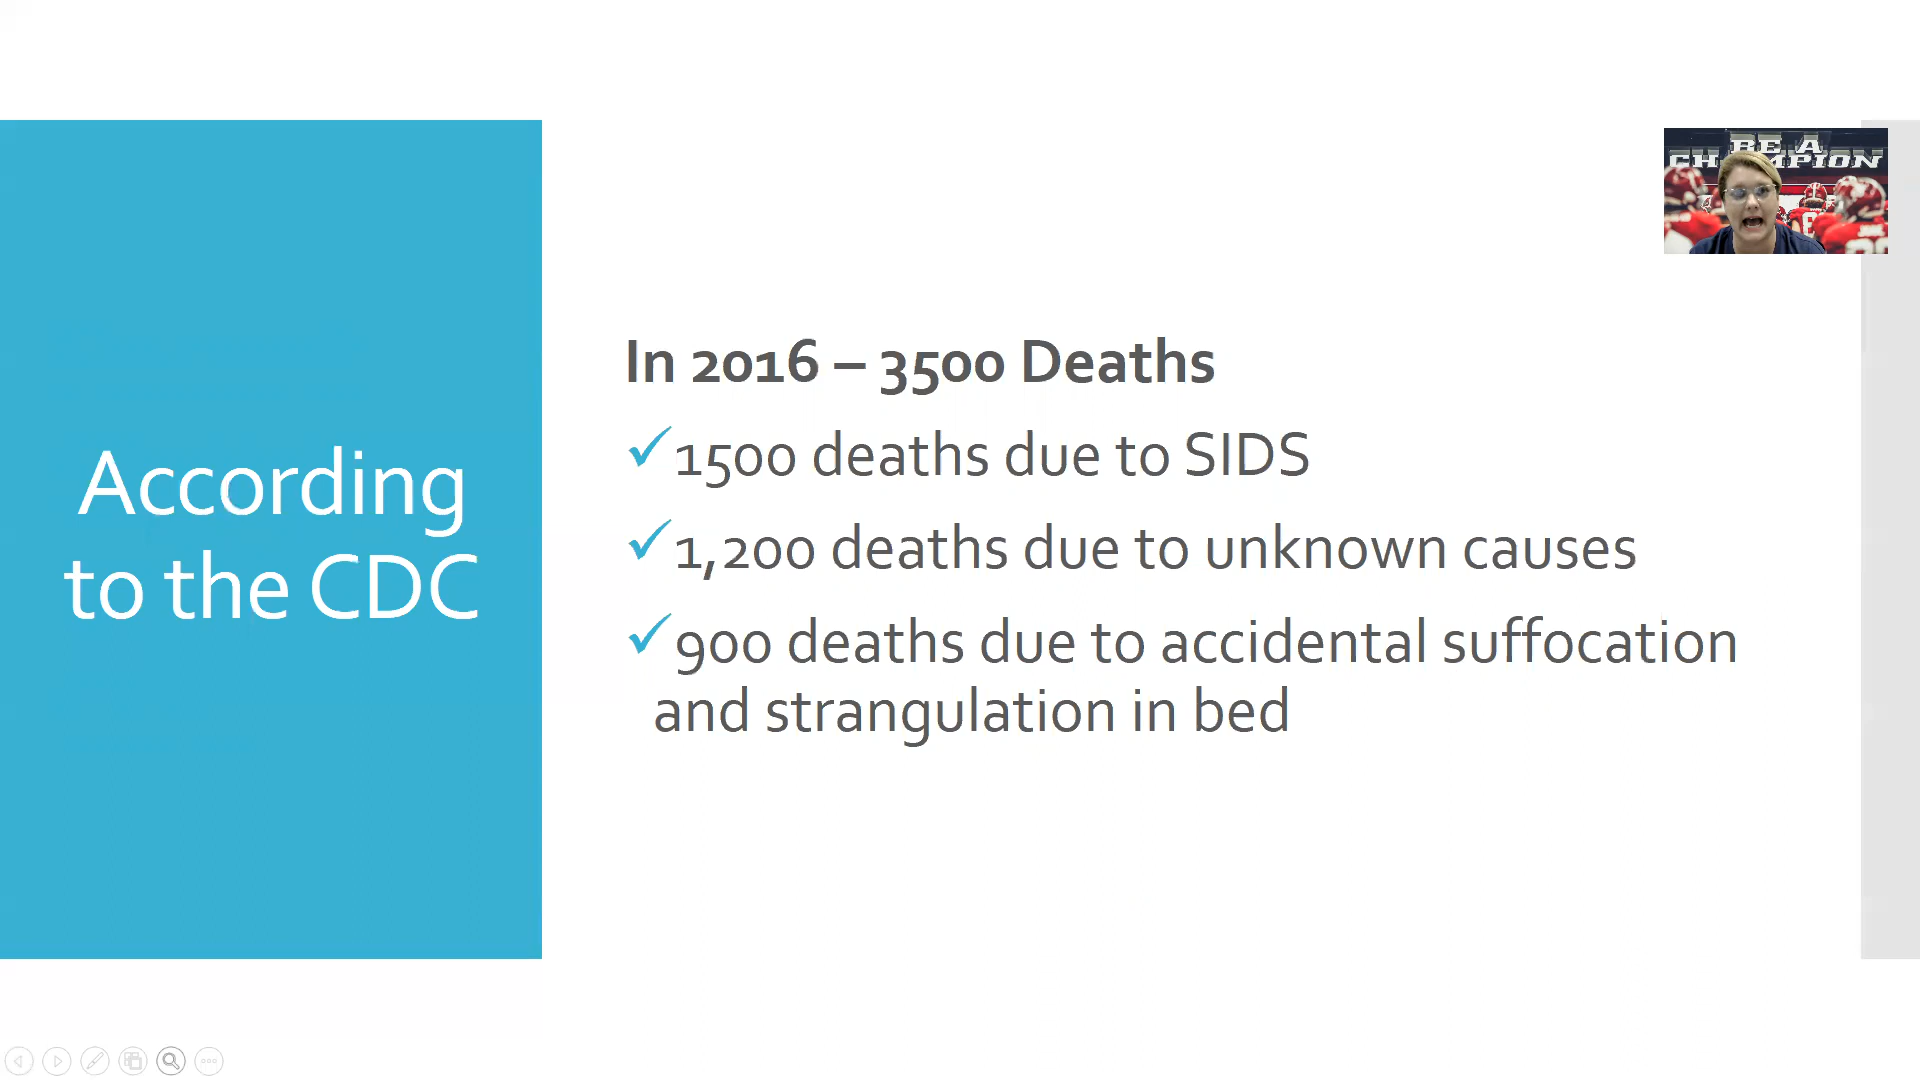 BE A
CHAMPION
According
to the CDC
In 2016 – 3500 Deaths
1500 deaths due to SIDS
1,200 deaths due to unknown causes
900 deaths due to accidental suffocation
and strangulation in bed